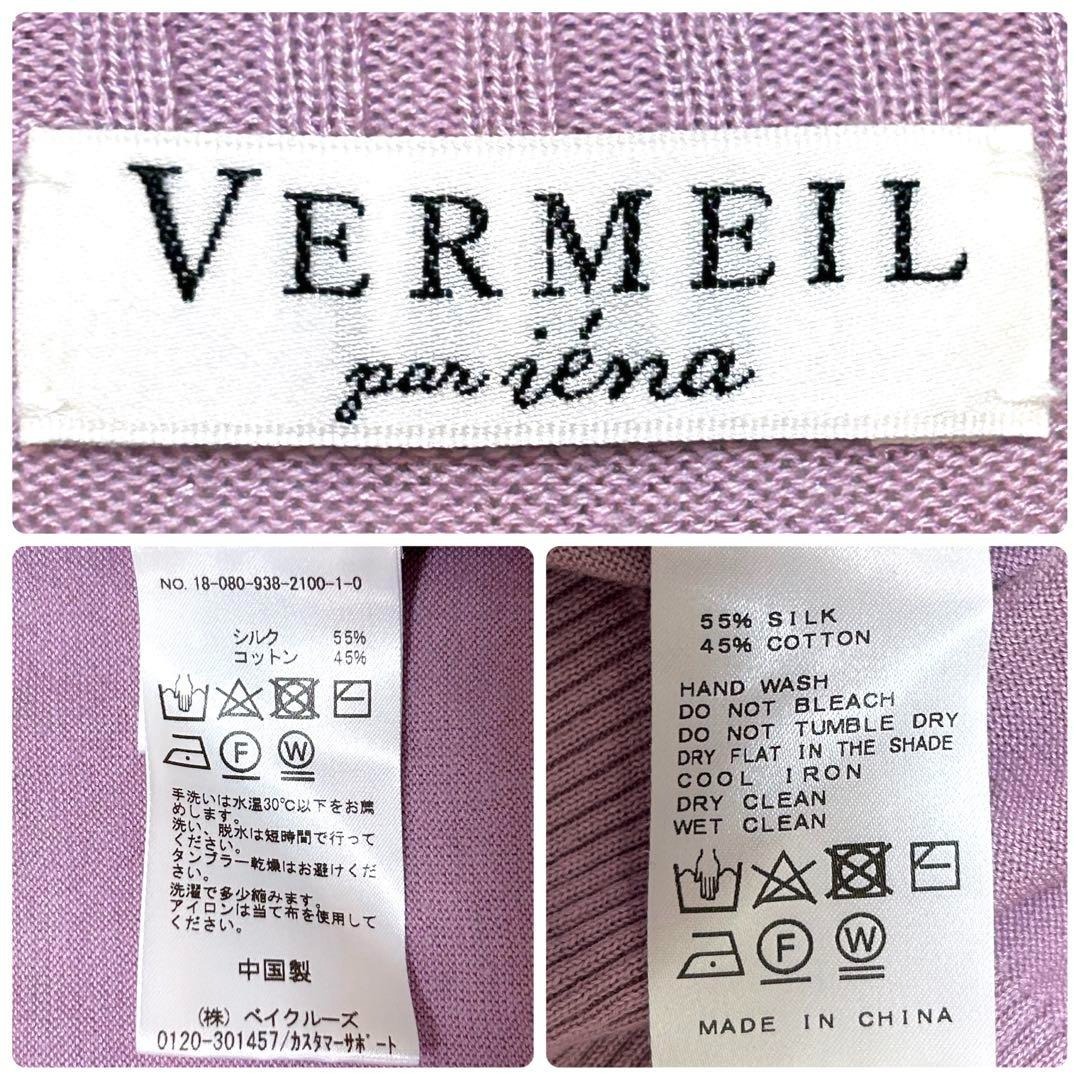 VERMEIL
par iéna
NO. 18-080-938-2100-1-0
シルク 55%
コットン 45%
F W
手洗いは水温30℃以下をお薦
めします。
洗い、脱水は短時間で行って
ください。
タンブラー乾燥はお避けくだ
さい。
洗濯で多少縮みます。
アイロンは当て布を使用して
ください。
中国製
(株) ベイクルーズ
0120-301457/カスタマーサポート
55% SILK
45% COTTON
HAND WASH
DO NOT BLEACH
DO NOT TUMBLE DRY
DRY FLAT IN THE SHADE
COOL IRON
DRY CLEAN
WET CLEAN
F W
MADE IN CHINA